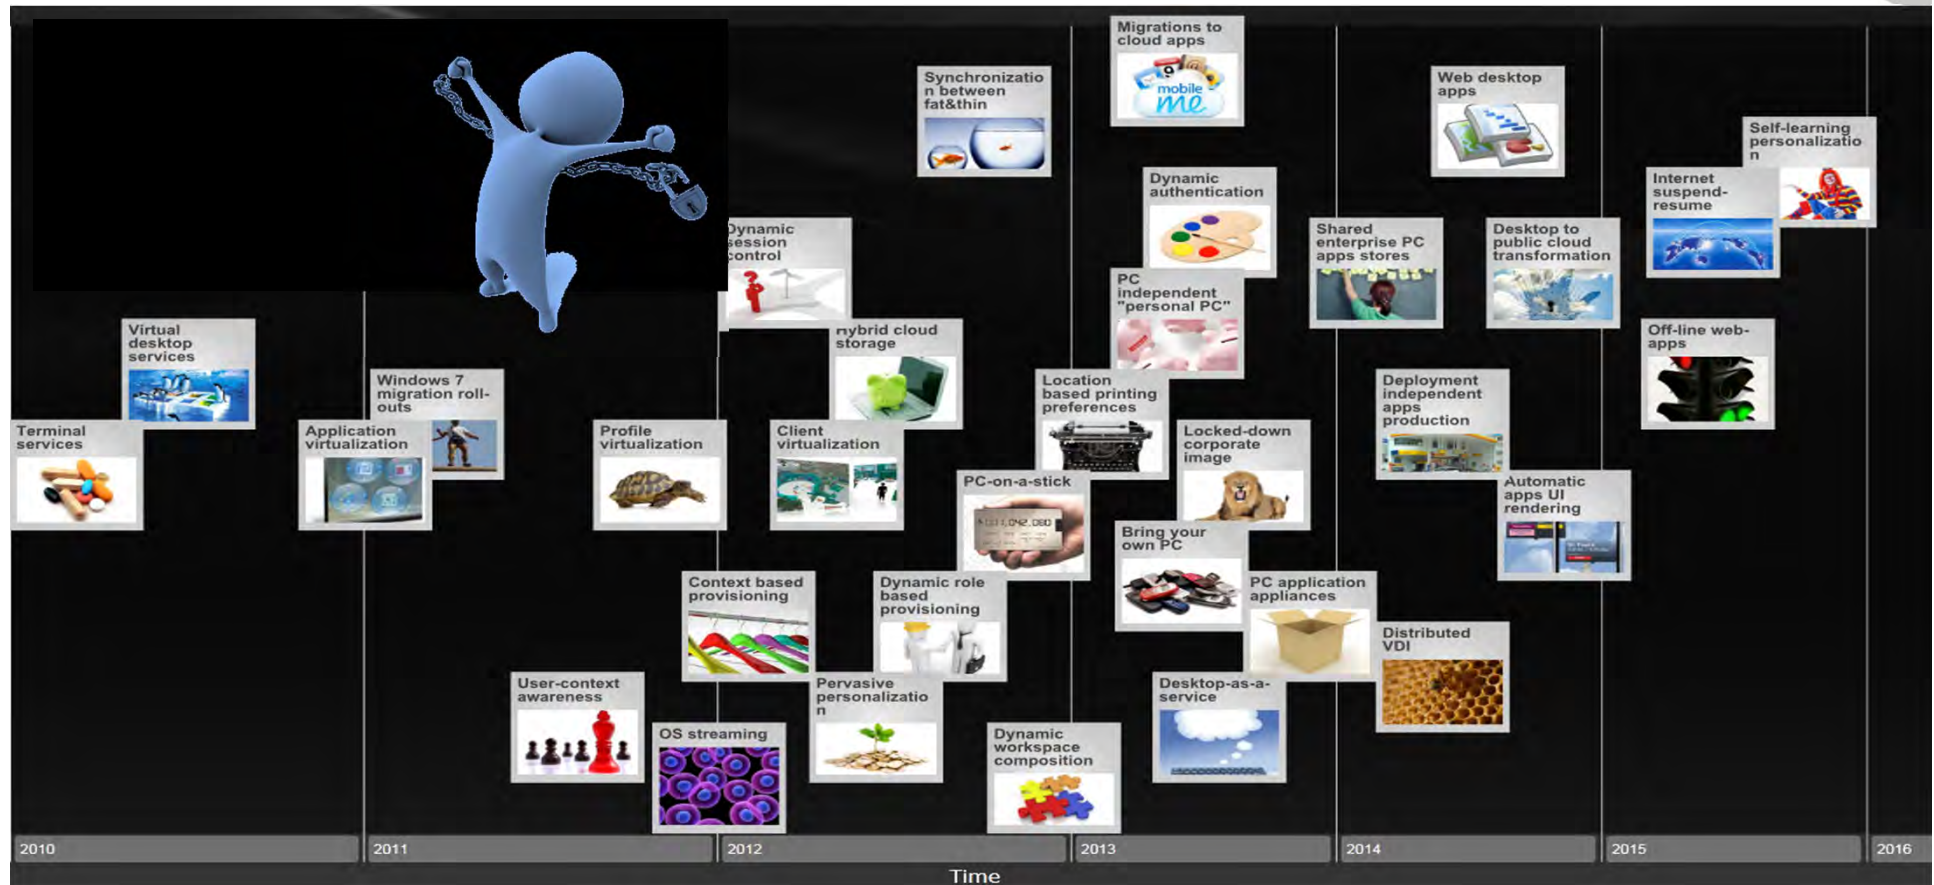 Migrations to
cloud apps
mobile
me
Synchronizatio
n between
fat&thin
Web desktop
apps
Self-learning
personalizatio
n
Dynamic
authentication
Internet
suspend-
resume
Dynamic
session
control
Shared
enterprise PC
apps stores
Desktop to
public cloud
transformation
PC
independent
"personal PC"
Virtual
desktop
services
Hybrid cloud
storage
Off-line web-
apps
Windows 7
migration roll-
outs
Location
based printing
preferences
Deployment
independent
apps
production
Terminal
services
Application
virtualization
Profile
virtualization
Client
virtualization
Locked-down
corporate
image
PC-on-a-stick
Automatic
apps UI
rendering
Bring your
own PC
Context based
provisioning
Dynamic role
based
provisioning
PC application
appliances
Distributed
VDI
User-context
awareness
Pervasive
personalizatio
n
Desktop-as-a-
service
OS streaming
Dynamic
workspace
composition
2010 2011 2012 2013 2014 2015 2016
Time